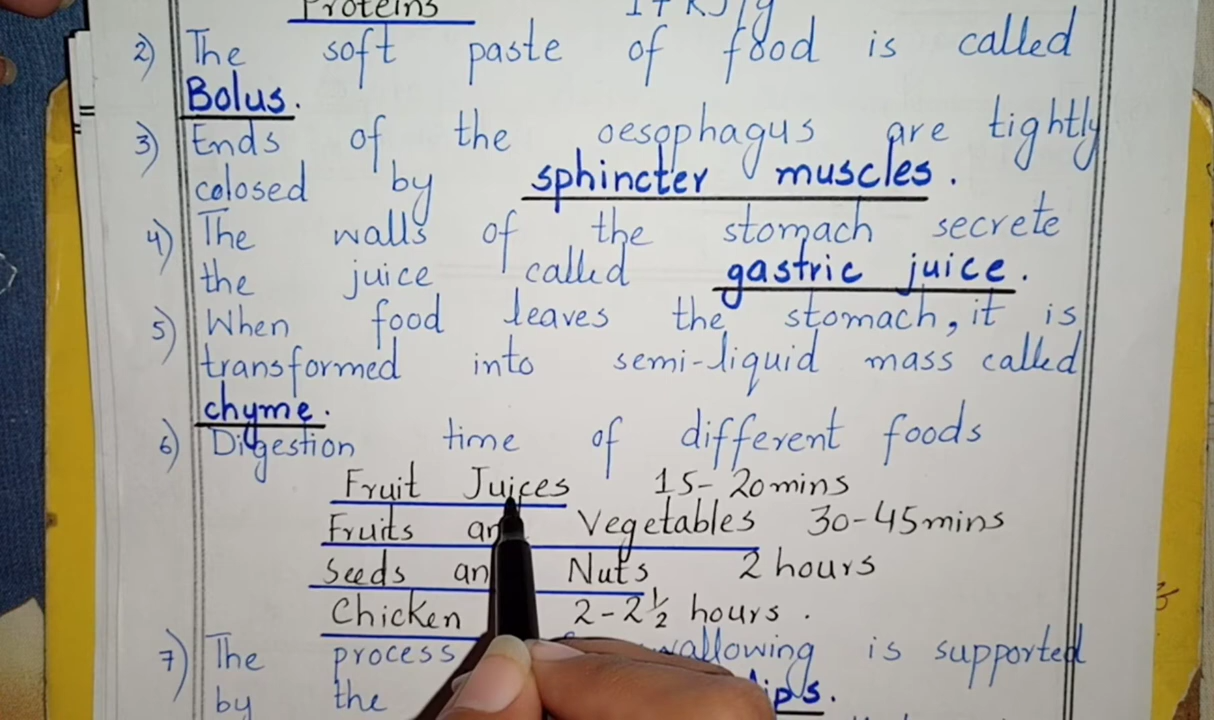 Proteins 17 KJ/g
2) The soft paste of food is called
Bolus.
3) Ends of the oesophagus are tightly
colosed by sphincter muscles.
4) The walls of the stomach secrete
the juice called gastric juice.
5) When food leaves the stomach, it is
transformed into semi-liquid mass called
chyme.
6) Digestion time of different foods
Fruit Juices 15-20mins
Fruits Vegetables 30-45mins
Seeds Nuts 2 hours
Chicken 2-2½ hours.
7) The process wallowing is supported
by the lips.